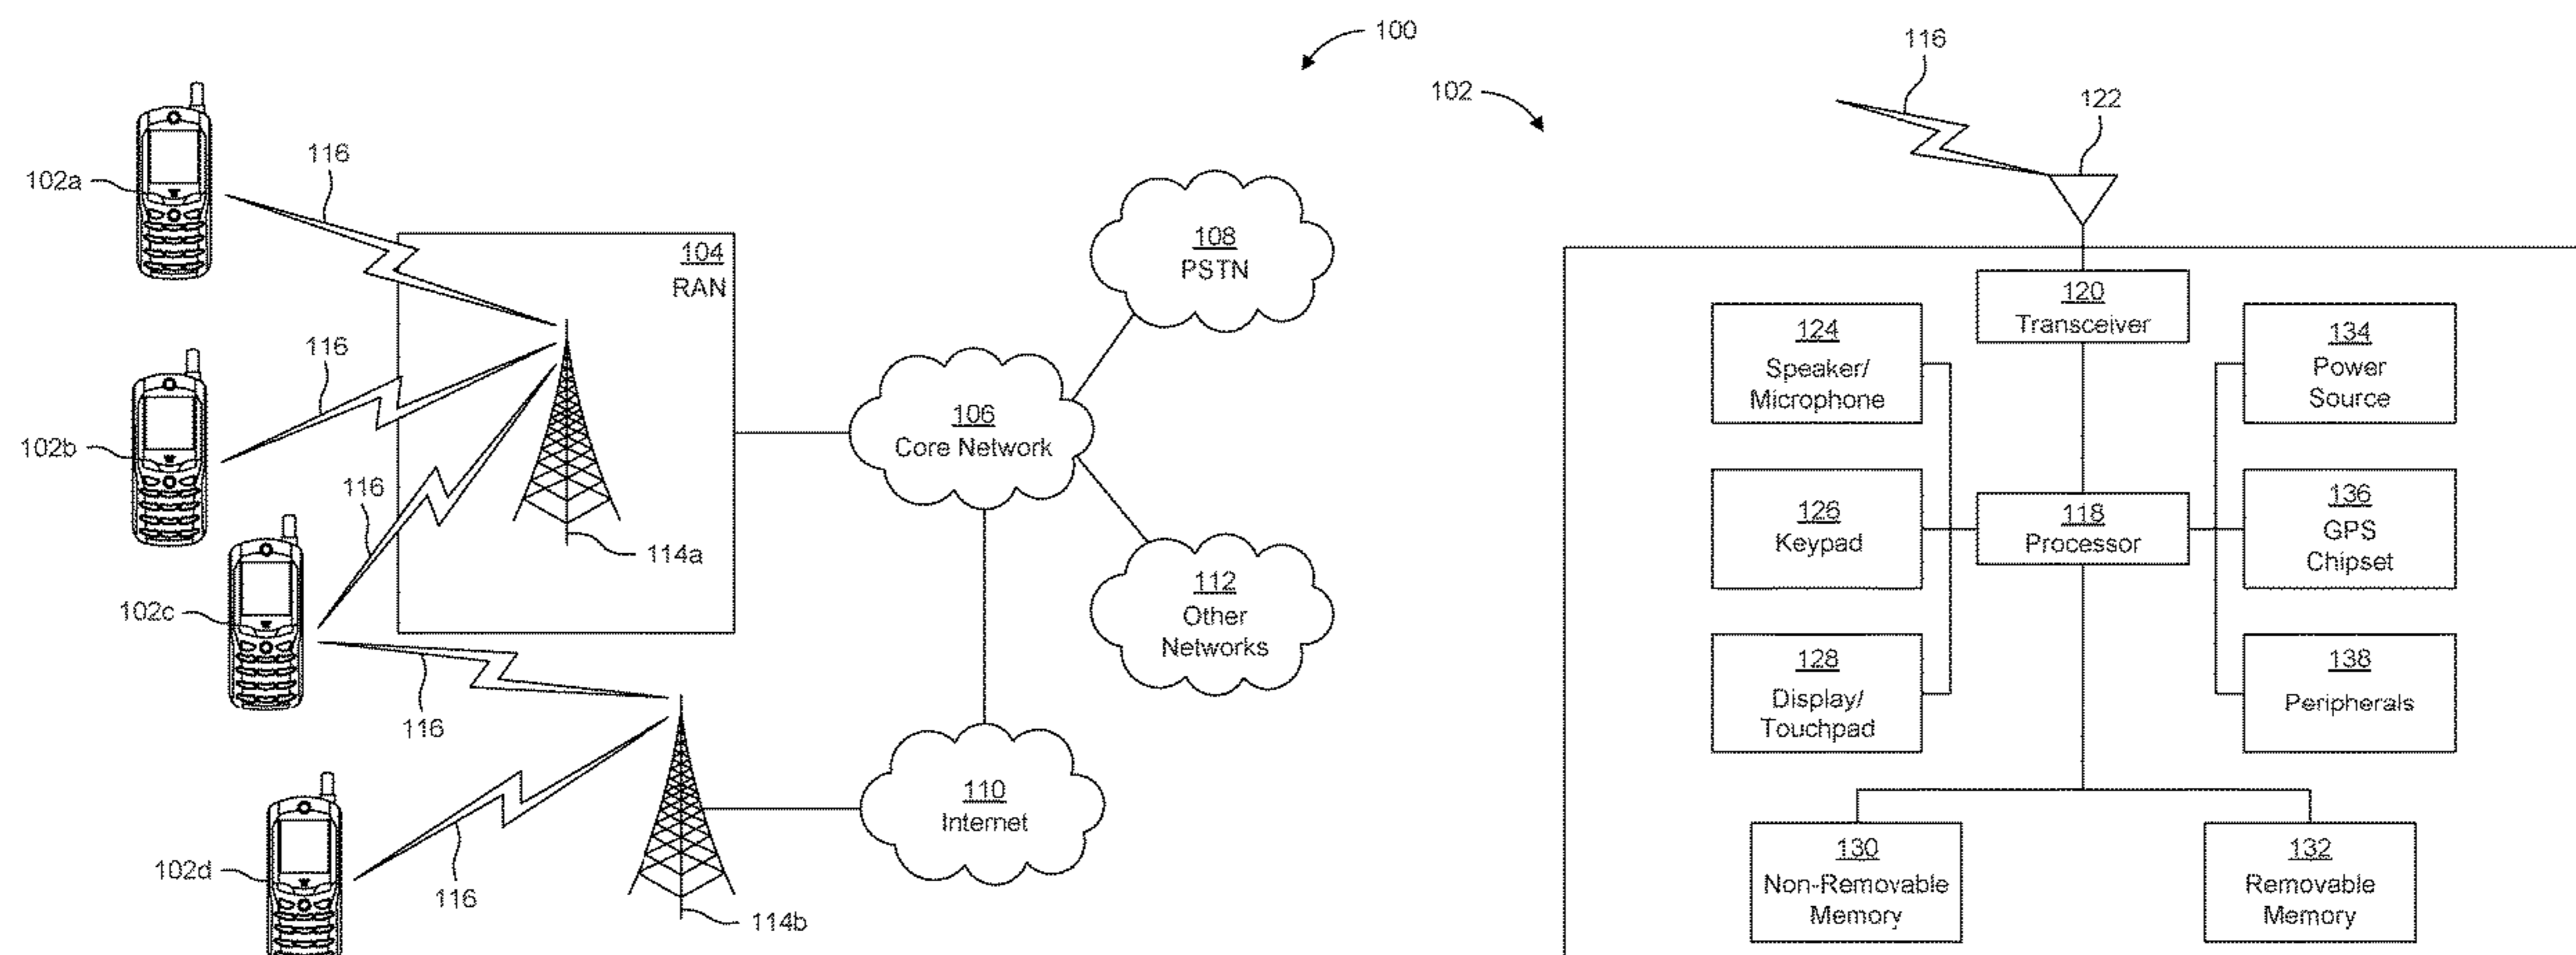 100
102a
116
104
RAN
108
PSTN
116
102b
106
Core Network
116
114a
102c
112
Other
Networks
116
110
Internet
102d
116
114b
102
116
122
120
Transceiver
124
Speaker/
Microphone
134
Power
Source
126
Keypad
118
Processor
136
GPS
Chipset
128
Display/
Touchpad
138
Peripherals
130
Non-Removable
Memory
132
Removable
Memory